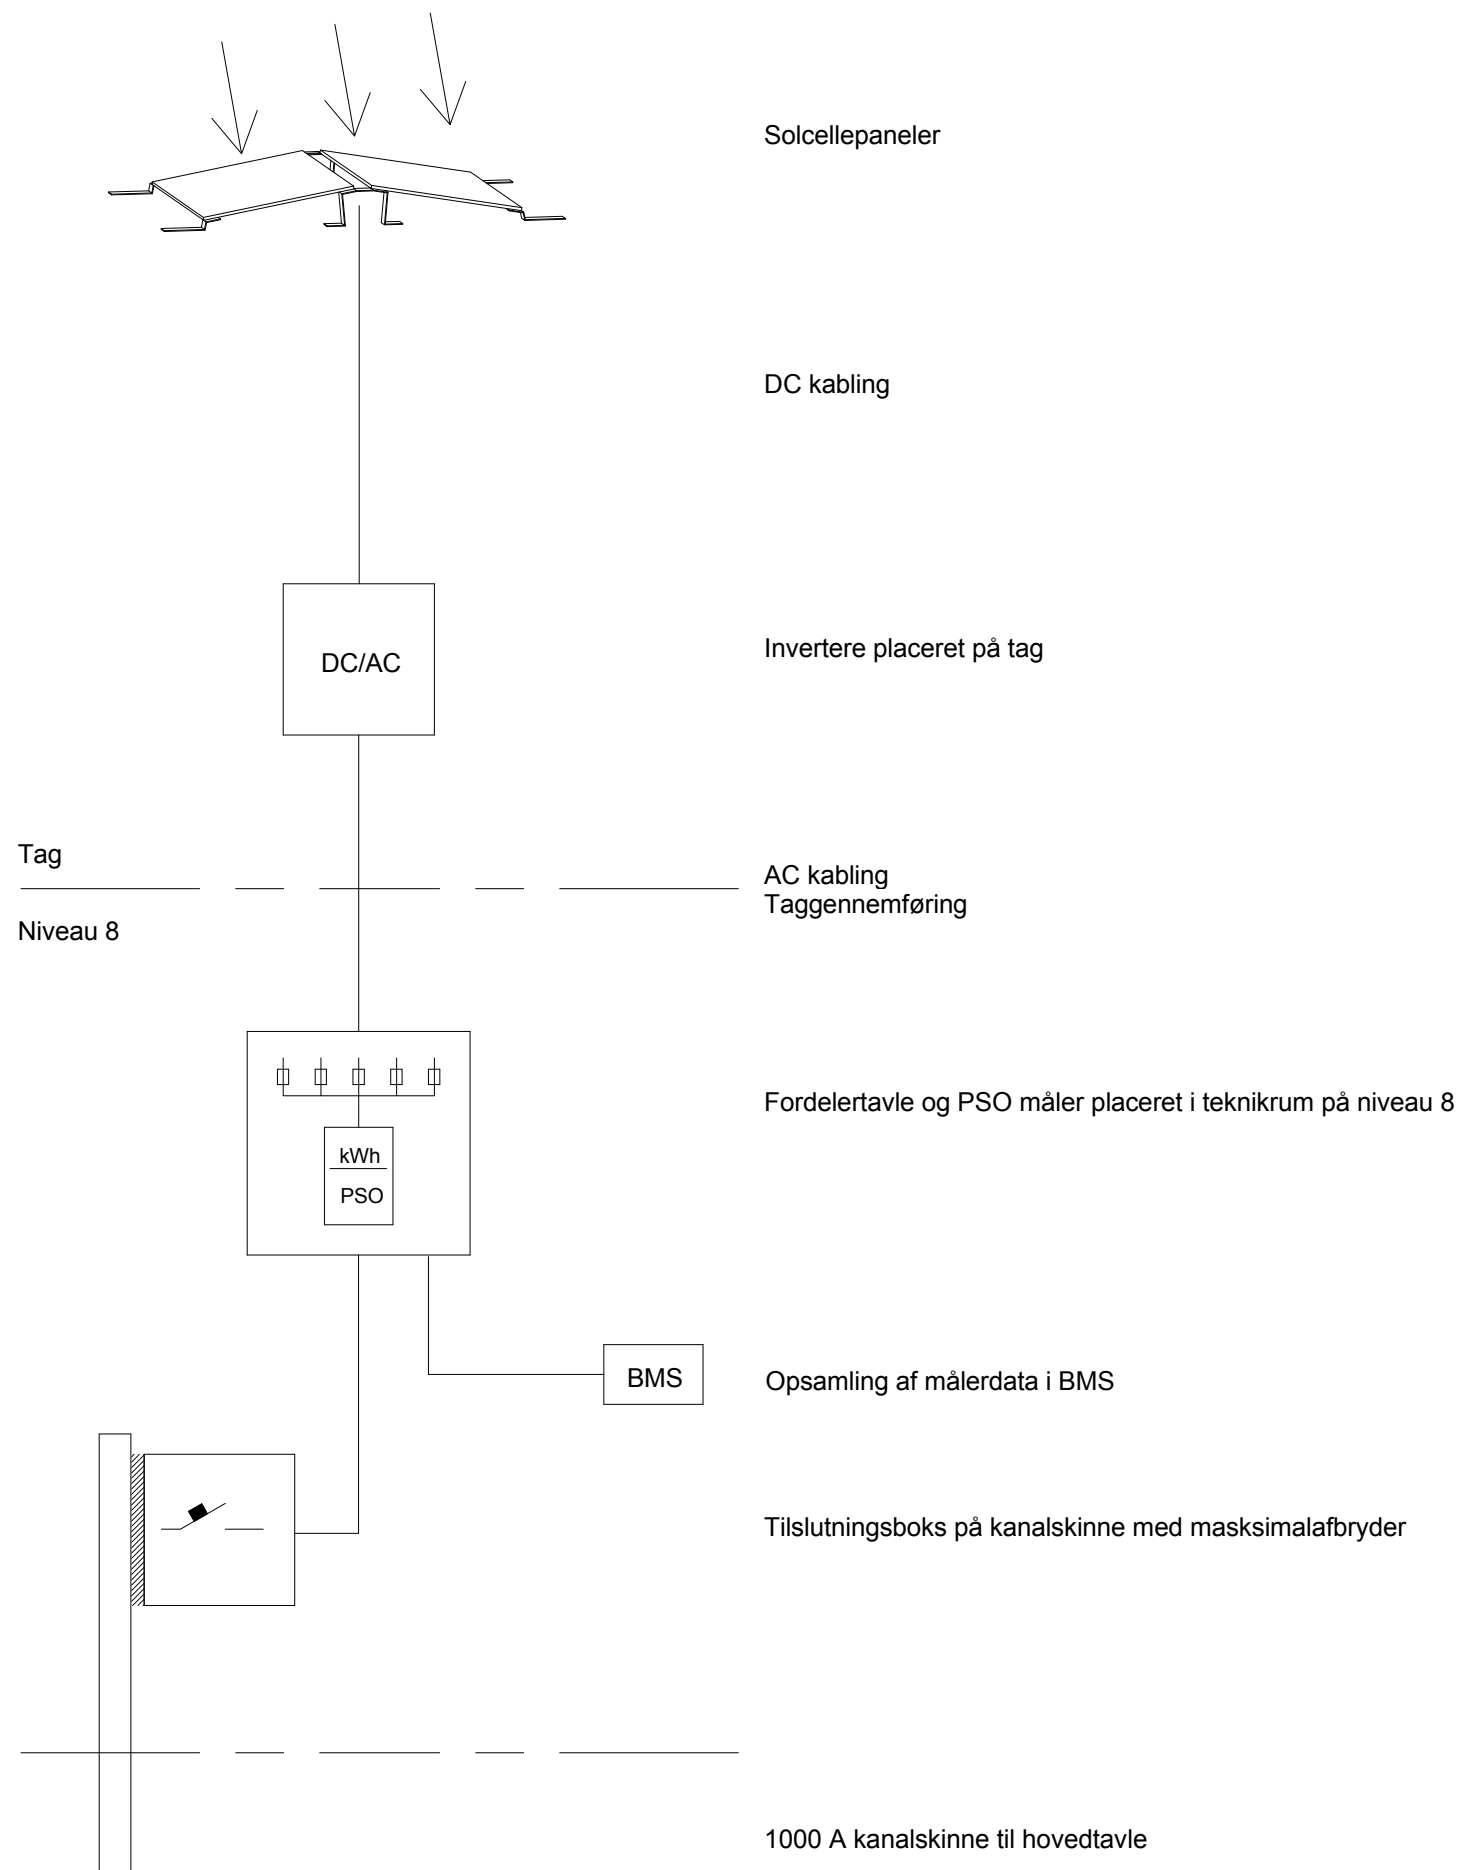 Solcellepaneler
DC kabling
DC/AC
Invertere placeret på tag
Tag
AC kabling
Taggennemføring
Niveau 8
Fordelertavle og PSO måler placeret i teknikrum på niveau 8
kWh
PSO
BMS
Opsamling af målerdata i BMS
Tilslutningsboks på kanalskinne med masksimalafbryder
1000 A kanalskinne til hovedtavle